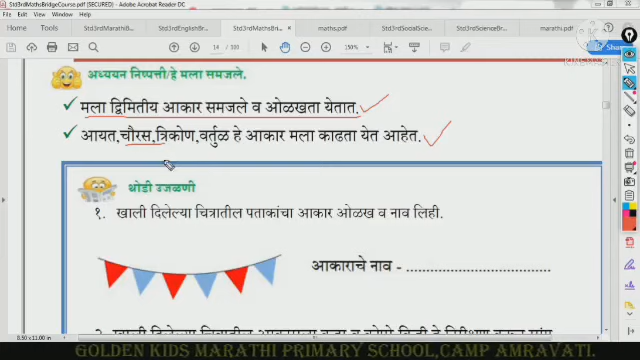 Std3rdMathsBridgeCourse.pdf (SECURED) - Adobe Acrobat Reader DC
File Edit View Window Help
Home Tools Std3rdMarathiB... Std3rdEnglishBr... Std3rdMathsBrid... × maths.pdf Std3rdSocialScienc... Std3rdScienceBr... marathi.pdf
14 / 100 150%
KINEMASTER
अध्ययन निष्पत्ती/हे मला समजले.
मला द्विमितीय आकार समजले व ओळखता येतात.
आयत,चौरस,त्रिकोण,वर्तुळ हे आकार मला काढता येत आहेत.
थोडी उजळणी
१. खाली दिलेल्या चित्रातील पताकांचा आकार ओळख व नाव लिही.
आकाराचे नाव - ....................................
8.50 x 11.00 in
GOLDEN KIDS MARATHI PRIMARY SCHOOL,CAMP AMRAVATI